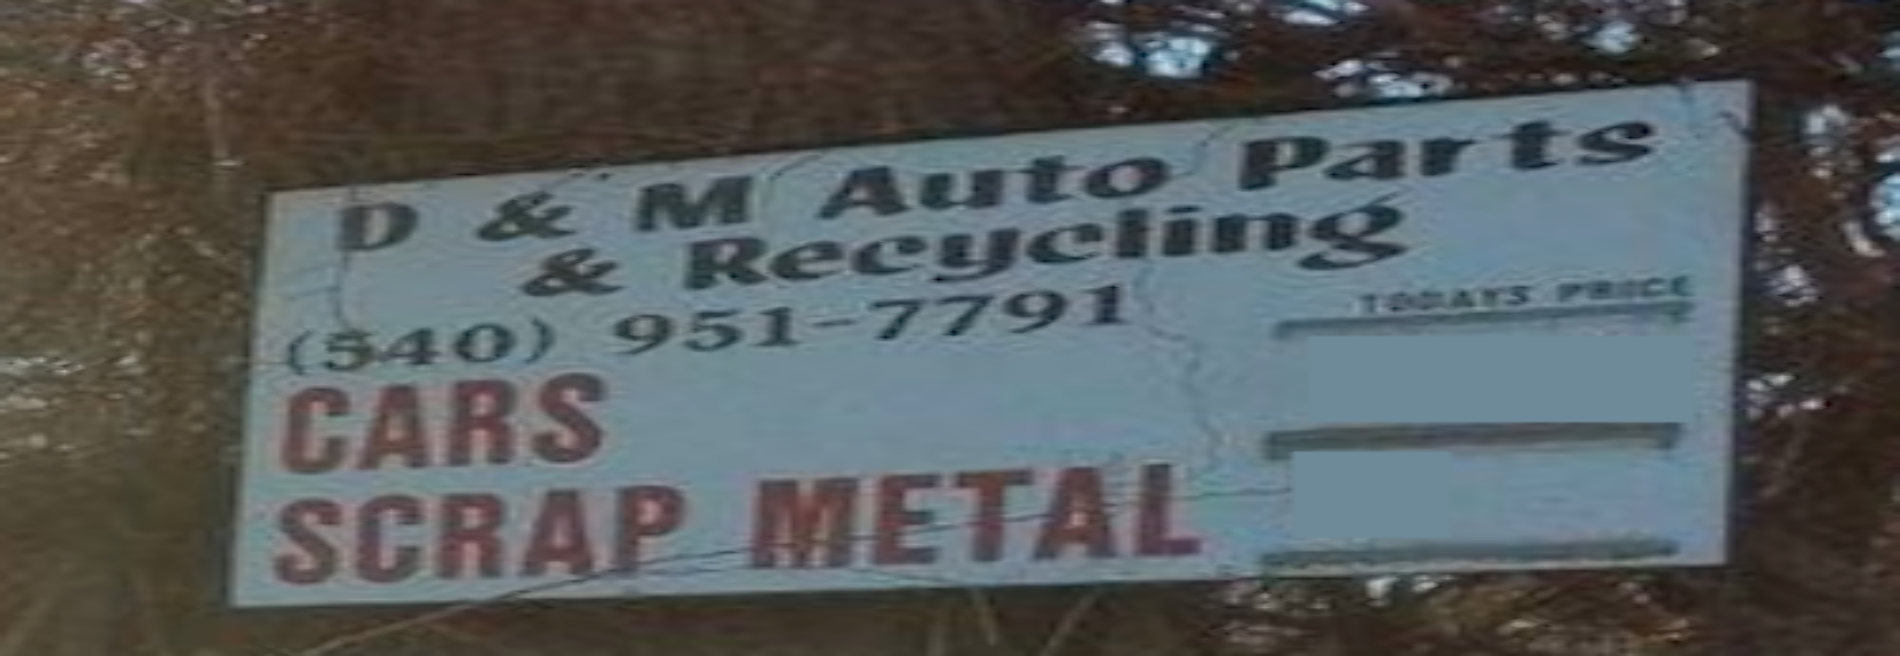 D & M Auto Parts
& Recycling
(540) 951-7791
TODAYS PRICE
CARS
SCRAP METAL